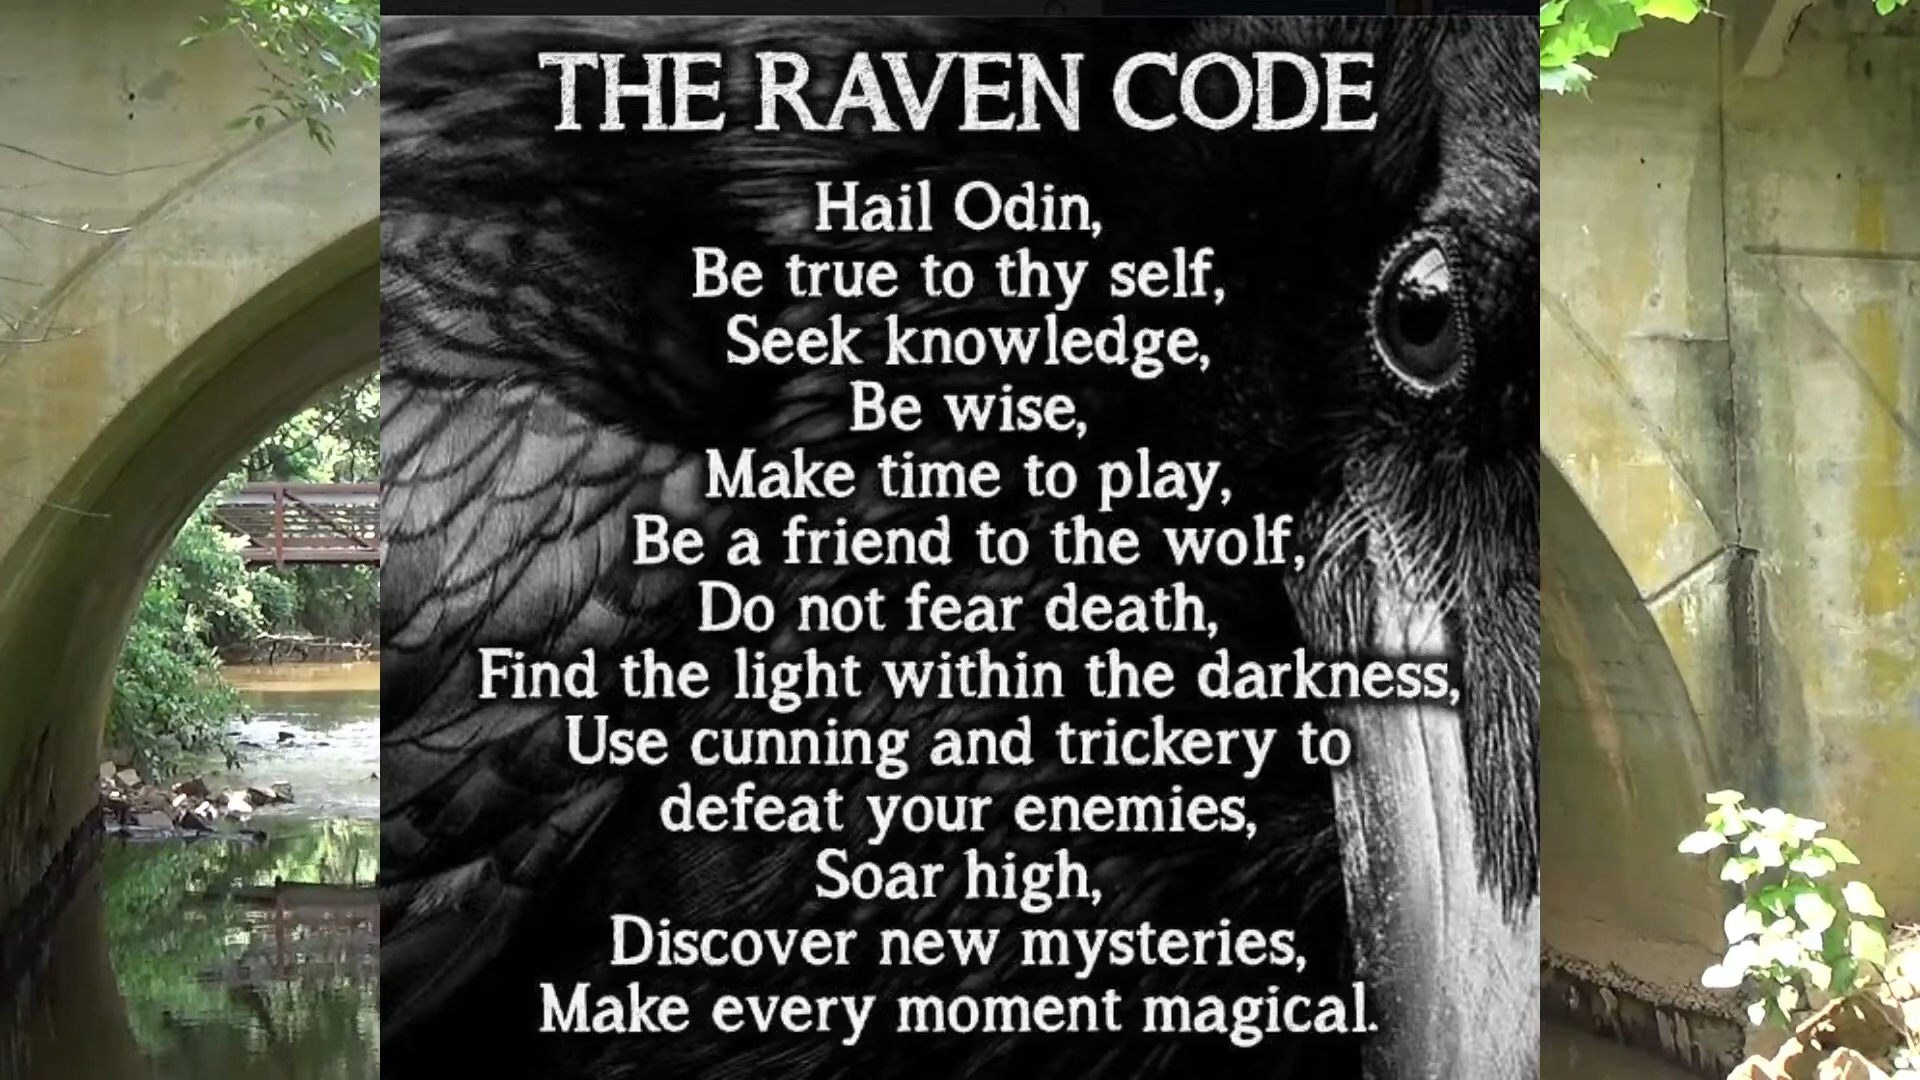 THE RAVEN CODE
Hail Odin,
Be true to thy self,
Seek knowledge,
Be wise,
Make time to play,
Be a friend to the wolf,
Do not fear death,
Find the light within the darkness,
Use cunning and trickery to
defeat your enemies,
Soar high,
Discover new mysteries,
Make every moment magical.